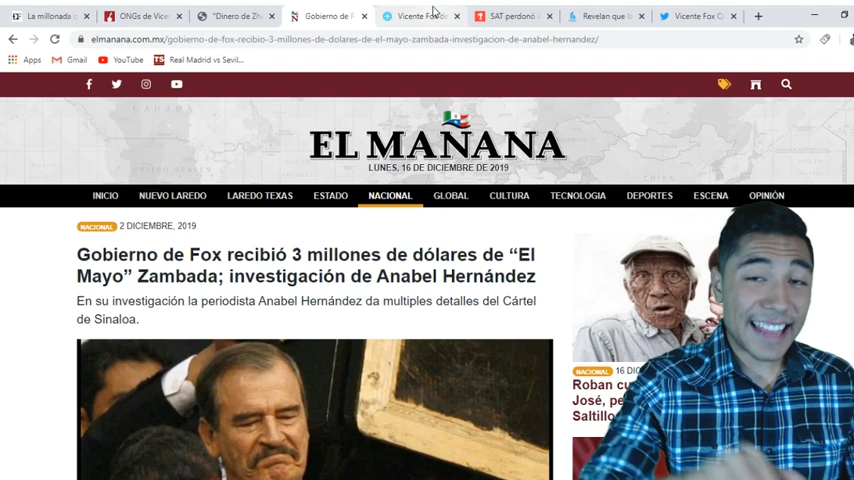 La millonada q
ONGs de Vicen
"Dinero de Zhe
Gobierno de Fo
Vicente Fox de
SAT perdonó
Revelan que lo
Vicente Fox Q
elmanana.com.mx/gobierno-de-fox-recibio-3-millones-de-dolares-de-el-mayo-zambada-investigacion-de-anabel-hernandez/
Apps Gmail YouTube Real Madrid vs Sevil...
EL MAÑANA
LUNES, 16 DE DICIEMBRE DE 2019
INICIO NUEVO LAREDO LAREDO TEXAS ESTADO NACIONAL GLOBAL CULTURA TECNOLOGIA DEPORTES ESCENA OPINIÓN
NACIONAL 2 DICIEMBRE, 2019
Gobierno de Fox recibió 3 millones de dólares de “El
Mayo” Zambada; investigación de Anabel Hernández
En su investigación la periodista Anabel Hernández da multiples detalles del Cártel
de Sinaloa.
NACIONAL 16 DIC
Roban cu
José, pe
Saltillo